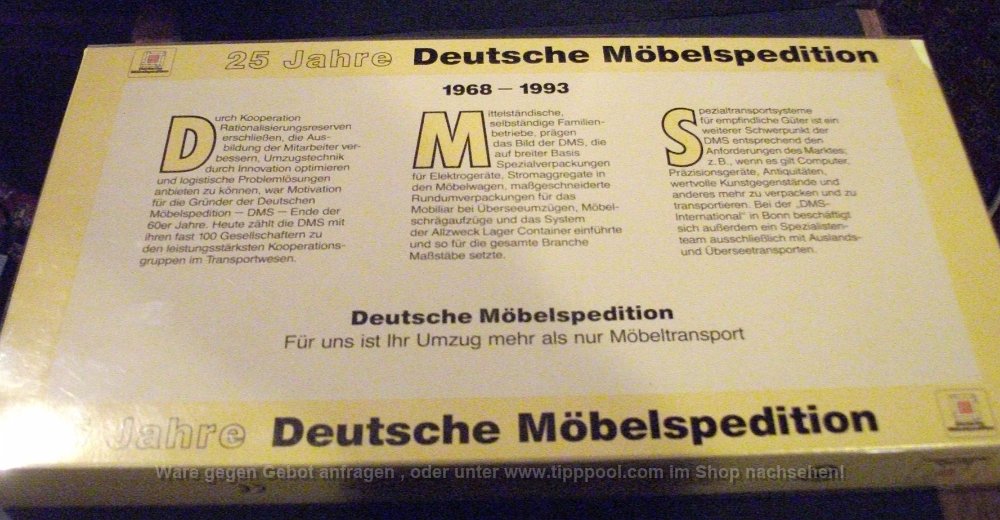 25 Jahre Deutsche Möbelspedition
1968 – 1993
Durch Kooperation
Rationalisierungsreserven
erschließen, die Aus-
bildung der Mitarbeiter ver-
bessern, Umzugstechnik
durch Innovation optimieren
und logistische Problemlösungen
anbieten zu können, war Motivation
für die Gründer der Deutschen
Möbelspedition – DMS – Ende der
60er Jahre. Heute zählt die DMS mit
ihren fast 100 Gesellschaftern zu
den leistungsstärksten Kooperations-
gruppen im Transportwesen.
Mittelständische,
selbständige Familien-
betriebe, prägen
das Bild der DMS, die
auf breiter Basis
Spezialverpackungen
für Elektrogeräte, Stromaggregate in
den Möbelwagen, maßgeschneiderte
Rundumverpackungen für das
Mobiliar bei Überseeumzügen, Möbel-
schrägaufzüge und das System
der Allzweck Lager Container einführte
und so für die gesamte Branche
Maßstäbe setzte.
Spezialtransportsysteme
für empfindliche Güter ist ein
weiterer Schwerpunkt der
DMS entsprechend den
Anforderungen des Marktes;
z. B., wenn es gilt Computer,
Präzisionsgeräte, Antiquitäten,
wertvolle Kunstgegenstände und
anderes mehr zu verpacken und zu
transportieren. Bei der „DMS-
International" in Bonn beschäftigt
sich außerdem ein Spezialisten-
team ausschließlich mit Auslands-
und Überseetransporten.
Deutsche Möbelspedition
Für uns ist Ihr Umzug mehr als nur Möbeltransport
Jahre Deutsche Möbelspedition
Ware gegen Gebot anfragen , oder unter www.tipppool.com im Shop nachsehen!